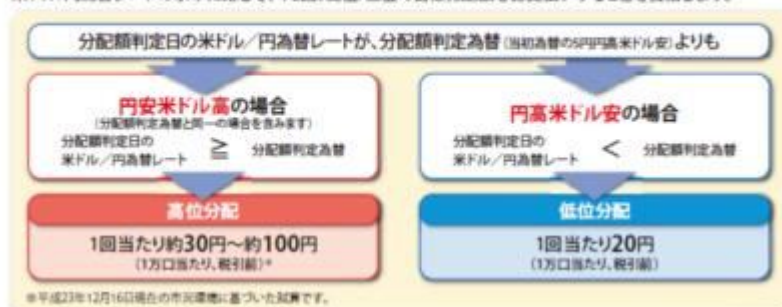 分配額判定日の米ドル／円為替レートが、分配額判定為替(当初為替の5円円高米ドル安)よりも
円安米ドル高の場合
(分配額判定為替と同一の場合を含みます)
分配額判定日の
米ドル／円為替レート ≧ 分配額判定為替
高位分配
1回当たり約30円～約100円
(1万口当たり、税引前)*
円高米ドル安の場合
分配額判定日の
米ドル／円為替レート < 分配額判定為替
低位分配
1回当たり20円
(1万口当たり、税引前)
※平成23年12月16日現在の市況環境に基づいた試算です。